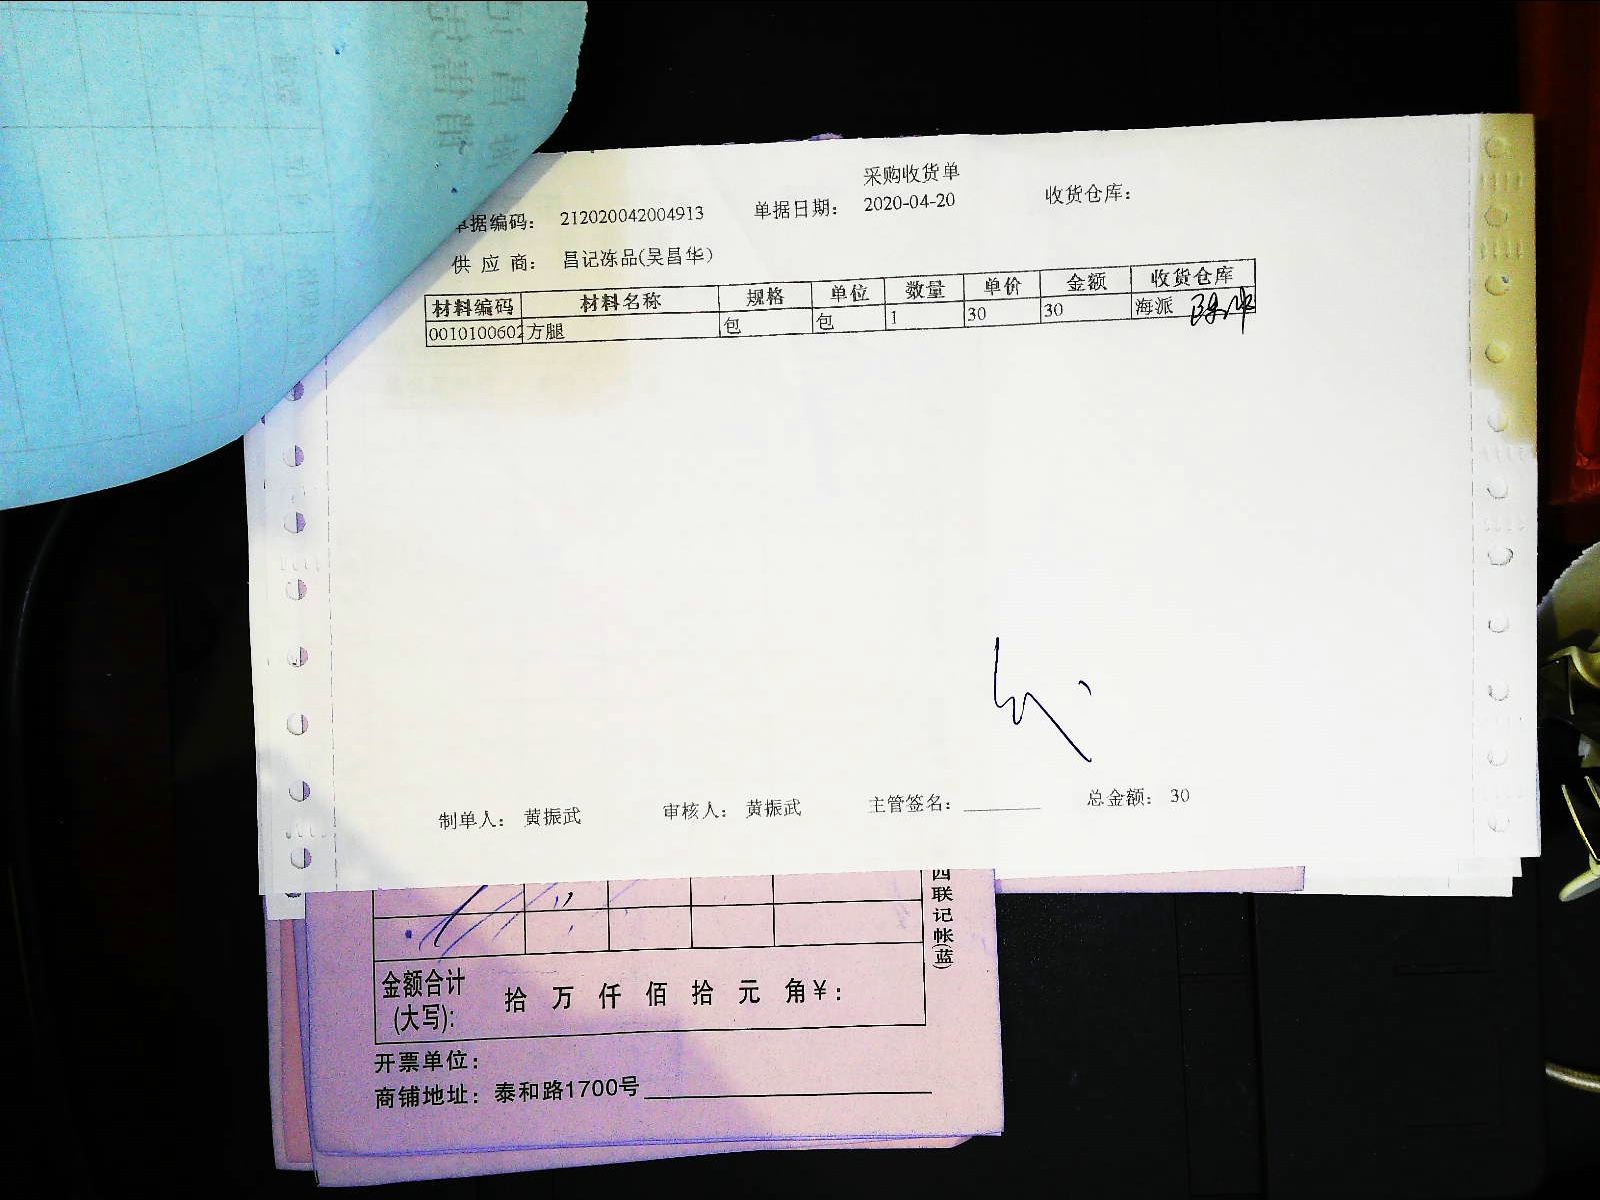 采购收货单
单据编码： 212020042004913 单据日期： 2020-04-20 收货仓库：
供 应 商： 昌记冻品(吴昌华)
材料编码 材料名称 规格 单位 数量 单价 金额 收货仓库
0010100602 方腿 包 包 1 30 30 海派
制单人： 黄振武 审核人： 黄振武 主管签名： 总金额： 30
四联记帐(蓝)
金额合计 拾 万 仟 佰 拾 元 角¥：
(大写)：
开票单位：
商铺地址：泰和路1700号